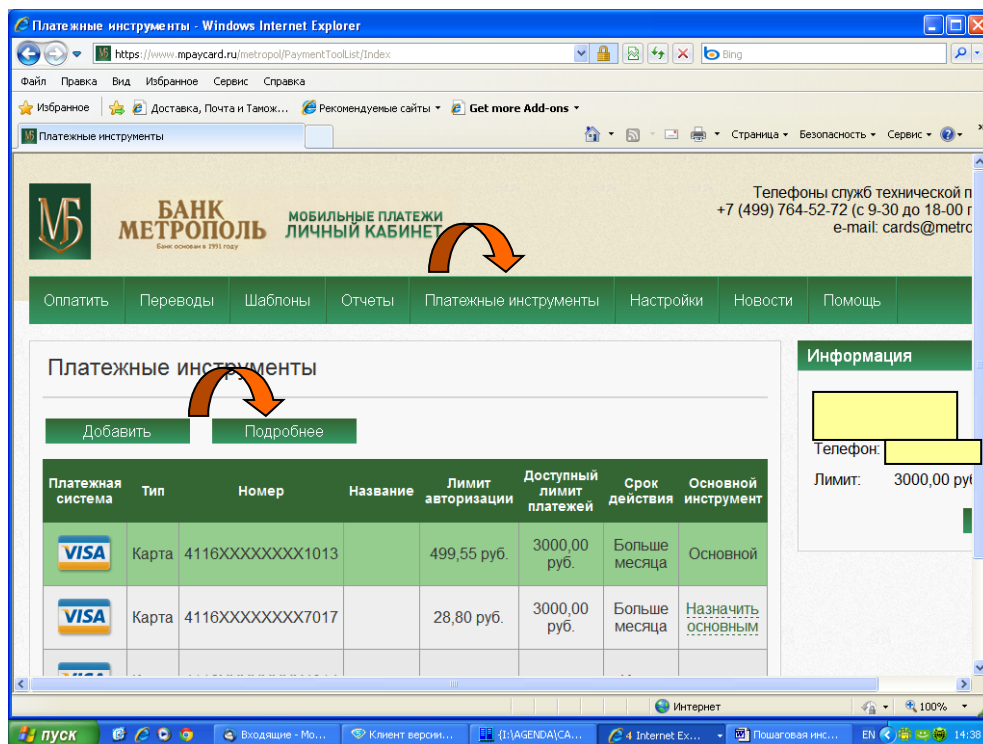 Платежные инструменты - Windows Internet Explorer
https://www.mpaycard.ru/metropol/PaymentToolList/Index
Bing
Файл Правка Вид Избранное Сервис Справка
Избранное Доставка, Почта и Тамож... Рекомендуемые сайты Get more Add-ons
Платежные инструменты Страница Безопасность Сервис
МБ
БАНК
МЕТРОПОЛЬ
Банк основан в 1991 году
МОБИЛЬНЫЕ ПЛАТЕЖИ
ЛИЧНЫЙ КАБИНЕТ
Телефоны служб технической п
+7 (499) 764-52-72 (с 9-30 до 18-00
e-mail: cards@metro
Оплатить Переводы Шаблоны Отчеты Платежные инструменты Настройки Новости Помощь
Платежные инструменты
Добавить Подробнее
Платежная система Тип Номер Название Лимит авторизации Доступный лимит платежей Срок действия Основной инструмент
VISA Карта 4116XXXXXXXX1013 499,55 руб. 3000,00 руб. Больше месяца Основной
VISA Карта 4116XXXXXXXX7017 28,80 руб. 3000,00 руб. Больше месяца Назначить основным
Информация
Телефон:
Лимит: 3000,00
Интернет 100%
пуск Входящие - Mo... Клиент версии... {I:\AGENDA\CA... 4 Internet Ex... Пошаговая инс... EN 14:38